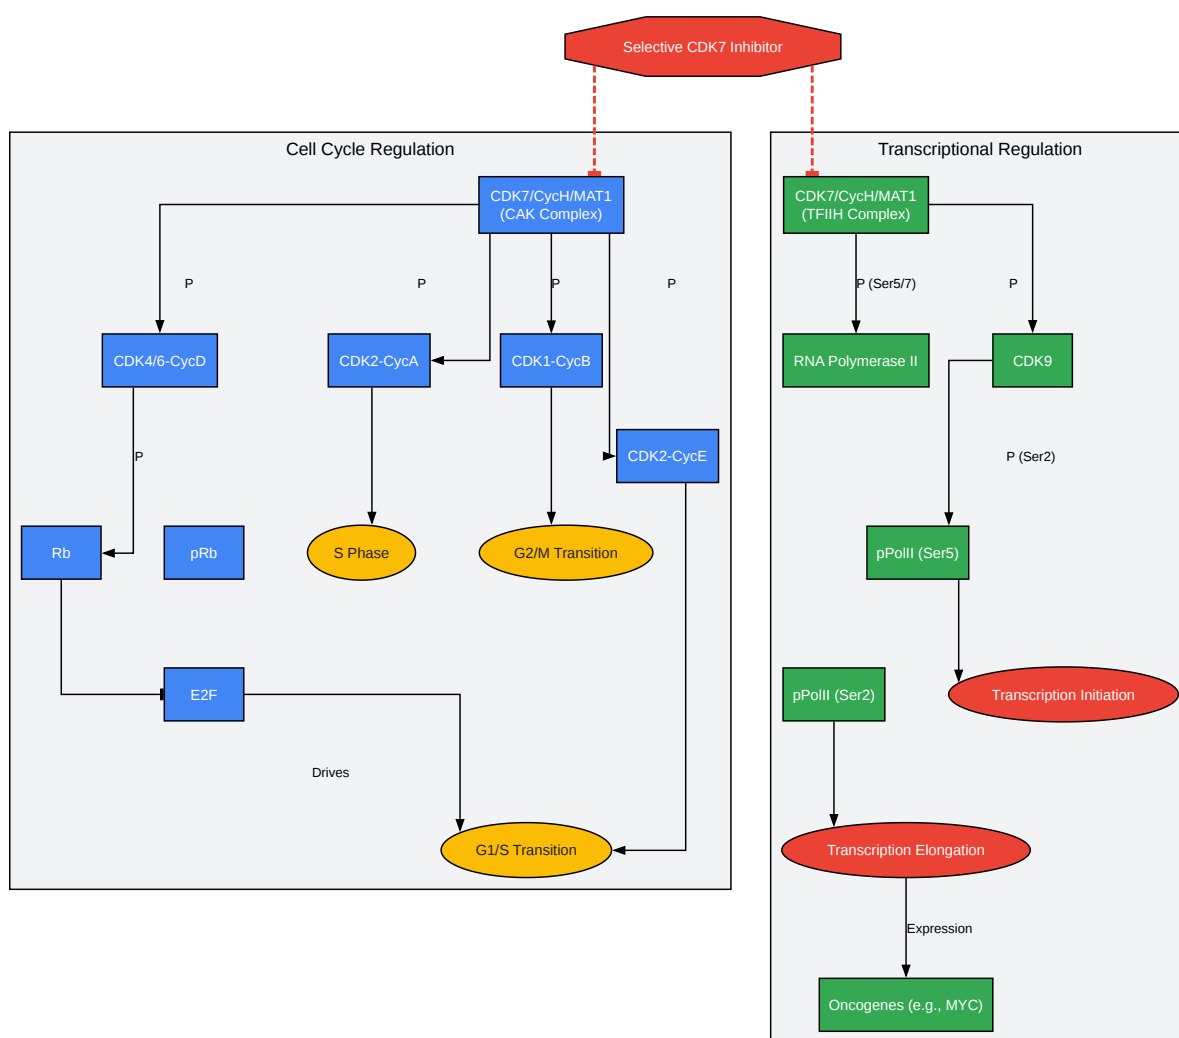 Selective CDK7 Inhibitor
Cell Cycle Regulation
CDK7/CycH/MAT1
(CAK Complex)
P
P
P
P
CDK4/6-CycD
CDK2-CycA
CDK1-CycB
P
CDK2-CycE
Rb
pRb
S Phase
G2/M Transition
E2F
Drives
G1/S Transition
Transcriptional Regulation
CDK7/CycH/MAT1
(TFIIH Complex)
P (Ser5/7)
P
RNA Polymerase II
CDK9
P (Ser2)
pPolII (Ser5)
pPolII (Ser2)
Transcription Initiation
Transcription Elongation
Expression
Oncogenes (e.g., MYC)